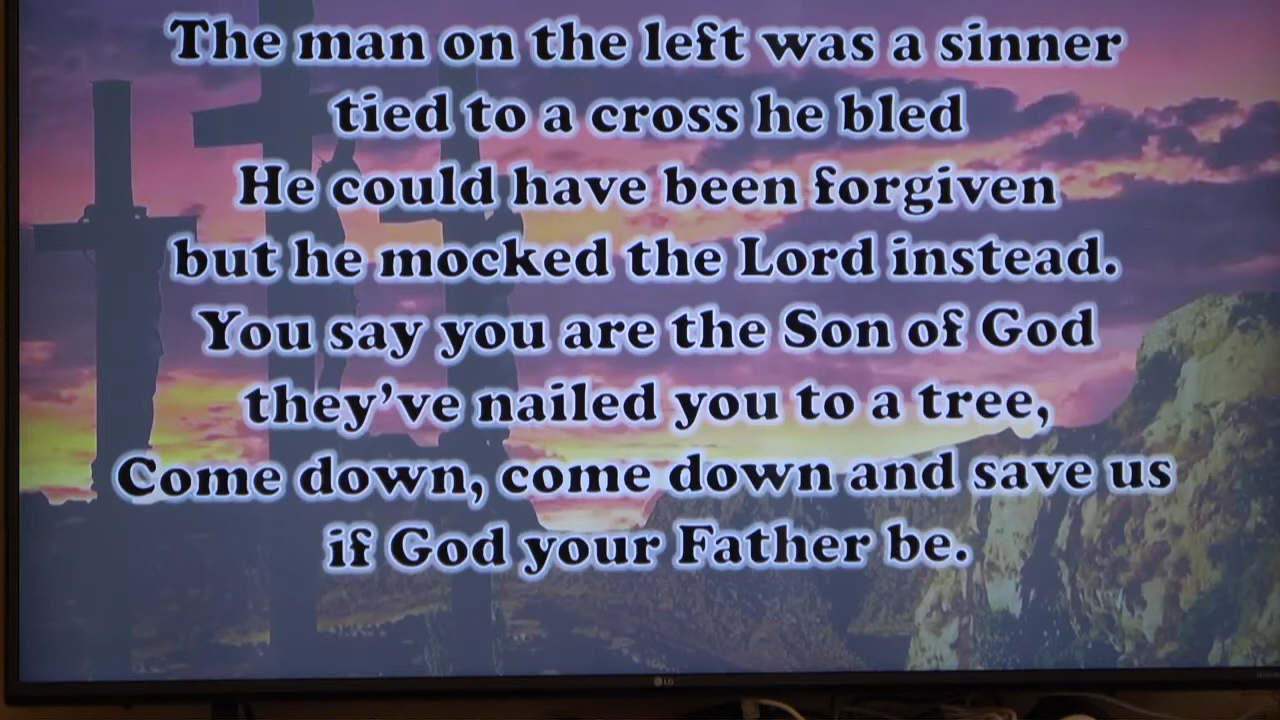 The man on the left was a sinner
tied to a cross he bled
He could have been forgiven
but he mocked the Lord instead.
You say you are the Son of God
they've nailed you to a tree,
Come down, come down and save us
if God your Father be.
LG